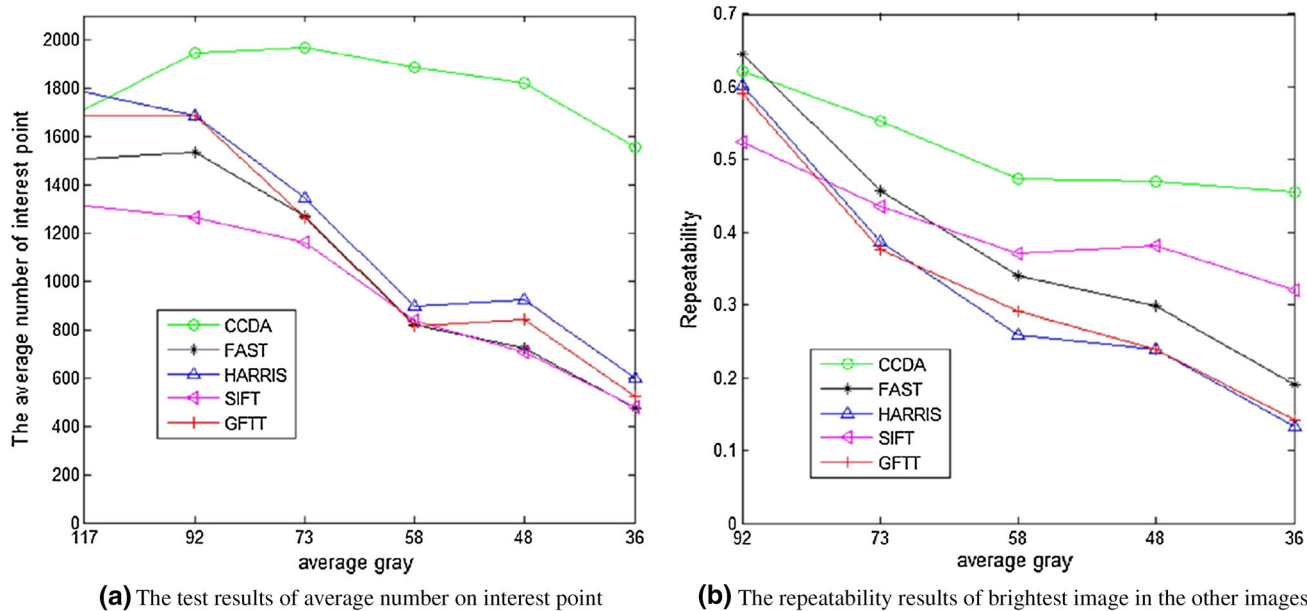 The average number of interest point
2000
1800
1600
1400
1200
1000
800
600
400
200
0
CCDA
FAST
HARRIS
SIFT
GFTT
117 92 73 58 48 36
average gray
(a) The test results of average number on interest point
Repeatability
0.7
0.6
0.5
0.4
0.3
0.2
0.1
0
CCDA
FAST
HARRIS
SIFT
GFTT
92 73 58 48 36
average gray
(b) The repeatability results of brightest image in the other images